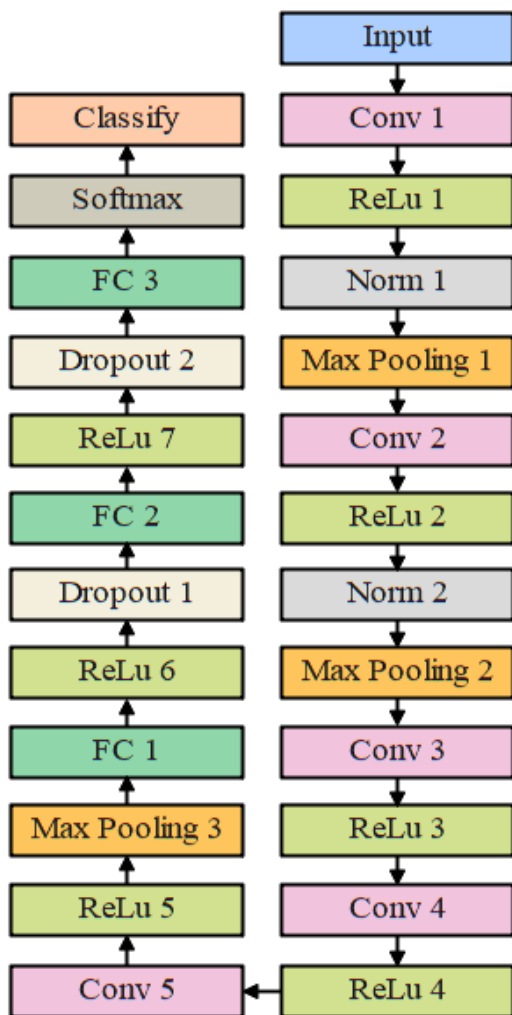 Input
Conv 1
ReLu 1
Norm 1
Max Pooling 1
Conv 2
ReLu 2
Norm 2
Max Pooling 2
Conv 3
ReLu 3
Conv 4
ReLu 4
Conv 5
ReLu 5
Max Pooling 3
FC 1
ReLu 6
Dropout 1
FC 2
ReLu 7
Dropout 2
FC 3
Softmax
Classify